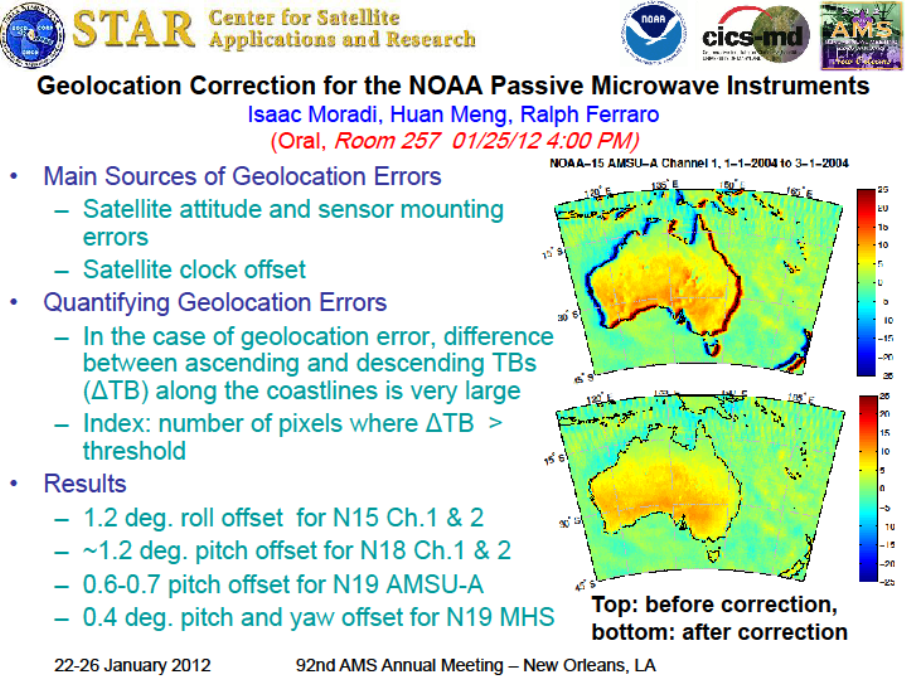 STAR Center for Satellite
Applications and Research
NOAA
cics-md
AMS
New Orleans
Geolocation Correction for the NOAA Passive Microwave Instruments
Isaac Moradi, Huan Meng, Ralph Ferraro
(Oral, Room 257 01/25/12 4:00 PM)
• Main Sources of Geolocation Errors
– Satellite attitude and sensor mounting
errors
– Satellite clock offset
• Quantifying Geolocation Errors
– In the case of geolocation error, difference
between ascending and descending TBs
(ΔTB) along the coastlines is very large
– Index: number of pixels where ΔTB >
threshold
• Results
– 1.2 deg. roll offset for N15 Ch.1 & 2
– ~1.2 deg. pitch offset for N18 Ch.1 & 2
– 0.6-0.7 pitch offset for N19 AMSU-A
– 0.4 deg. pitch and yaw offset for N19 MHS
NOAA-15 AMSU-A Channel 1, 1-1-2004 to 3-1-2004
120° E 135° E 150° E 165° E
15° S
30° S
45° S
25
20
15
10
5
0
-5
-10
-15
-20
-25
15° S
30° S
45° S
25
20
15
10
5
0
-5
-10
-15
-20
-25
Top: before correction,
bottom: after correction
22-26 January 2012
92nd AMS Annual Meeting – New Orleans, LA